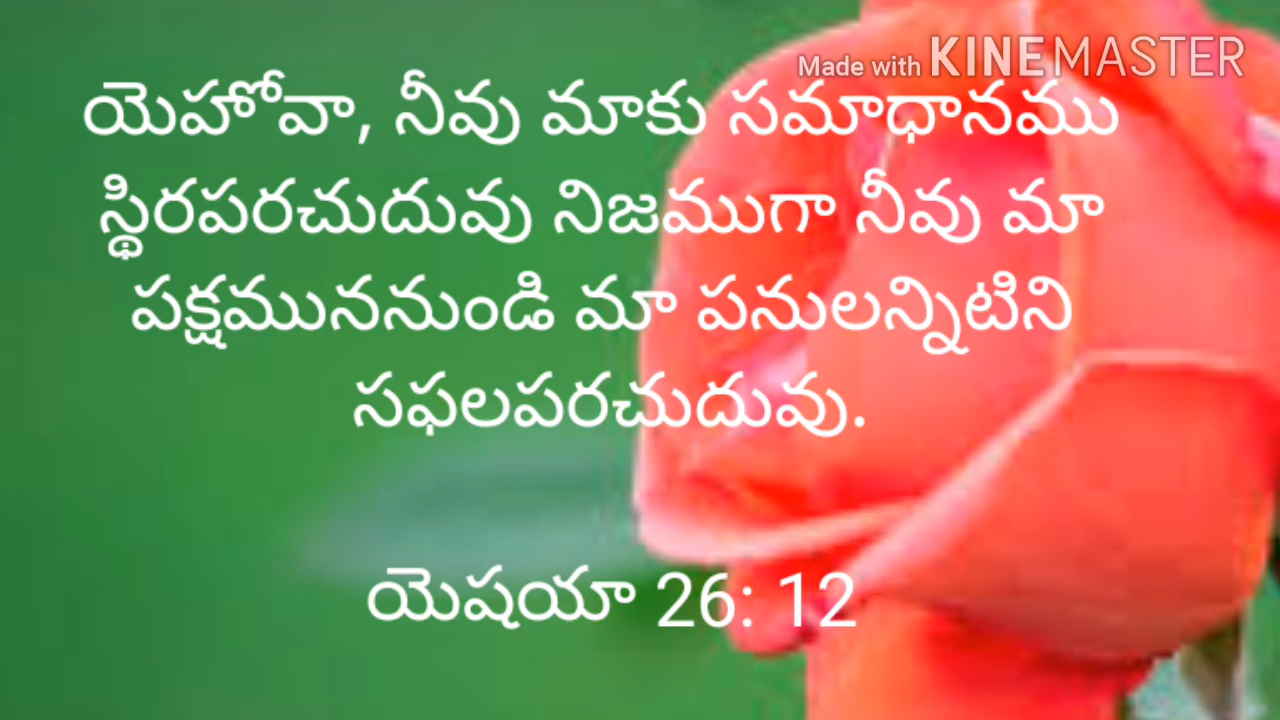 Made with KINEMASTER
యెహోవా, నీవు మాకు సమాధానము
స్థిరపరచుదువు నిజముగా నీవు మా
పక్షముననుండి మా పనులన్నిటిని
సఫలపరచుదువు.
యెషయా 26: 12